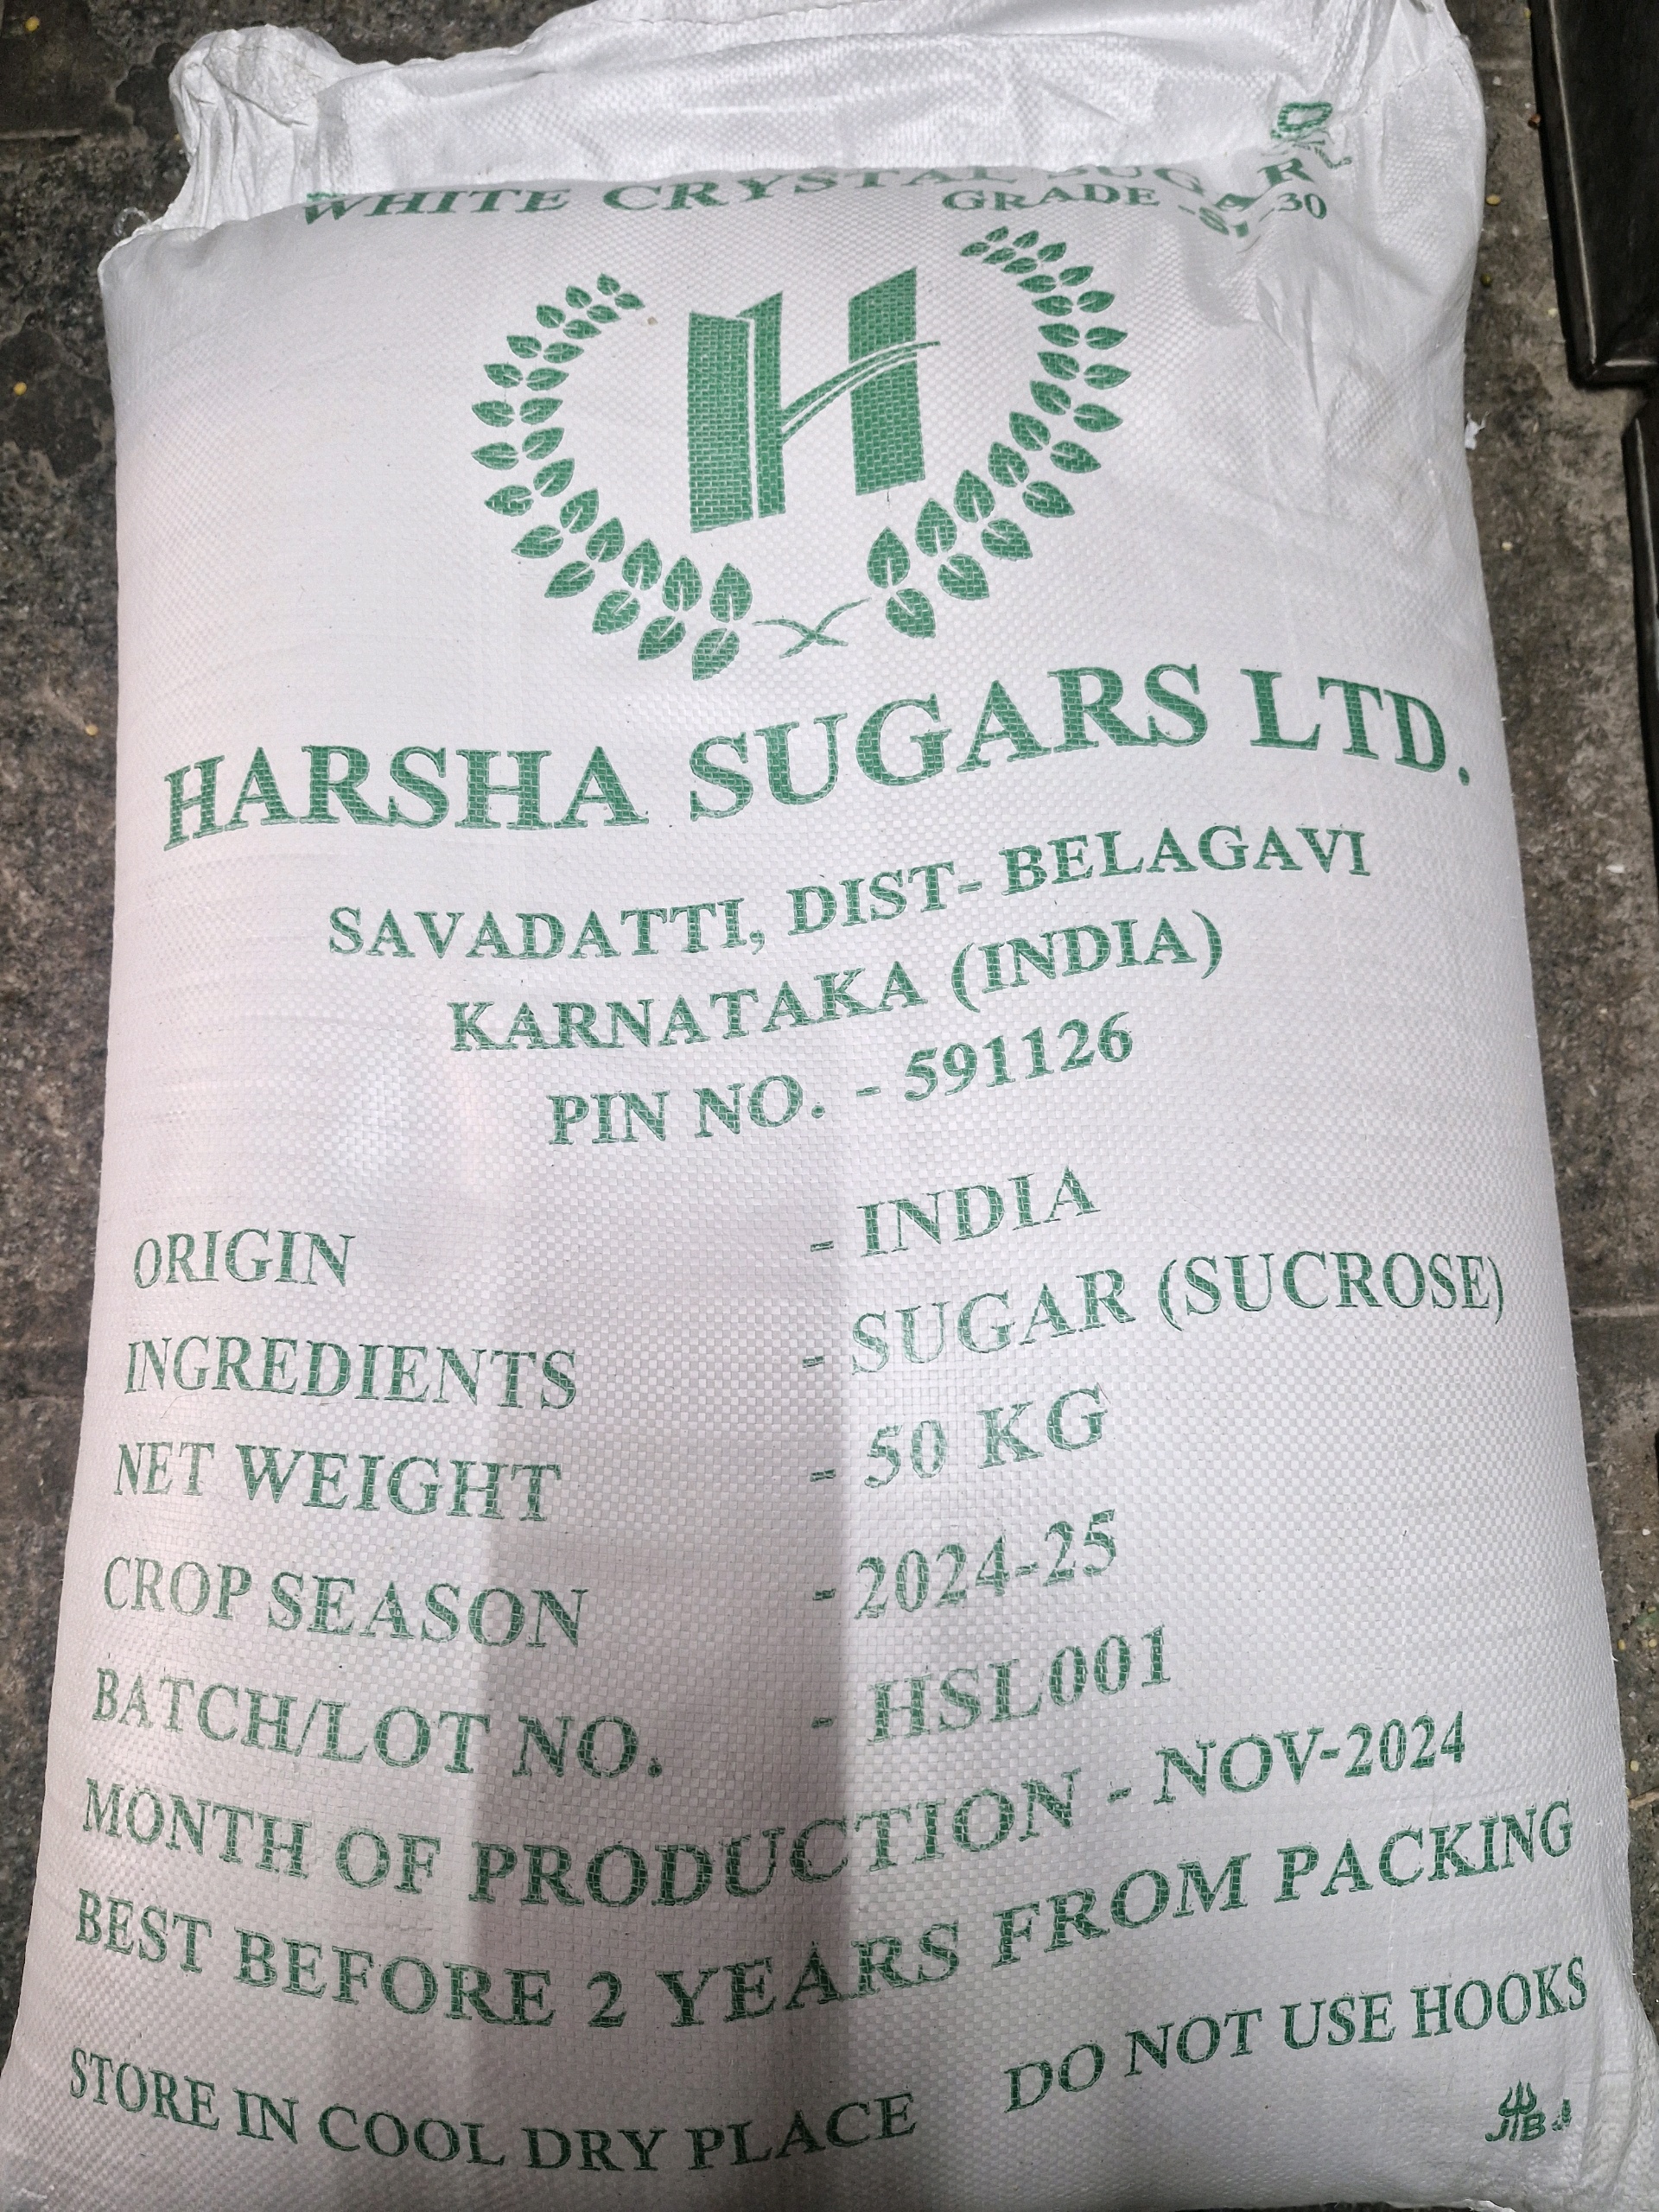 WHITE CRYSTAL SUGAR
GRADE -S1-30
H
HARSHA SUGARS LTD.
SAVADATTI, DIST- BELAGAVI
KARNATAKA (INDIA)
PIN NO. - 591126
ORIGIN - INDIA
INGREDIENTS - SUGAR (SUCROSE)
NET WEIGHT - 50 KG
CROP SEASON - 2024-25
BATCH/LOT NO. - HSL001
MONTH OF PRODUCTION - NOV-2024
BEST BEFORE 2 YEARS FROM PACKING
STORE IN COOL DRY PLACE DO NOT USE HOOKS